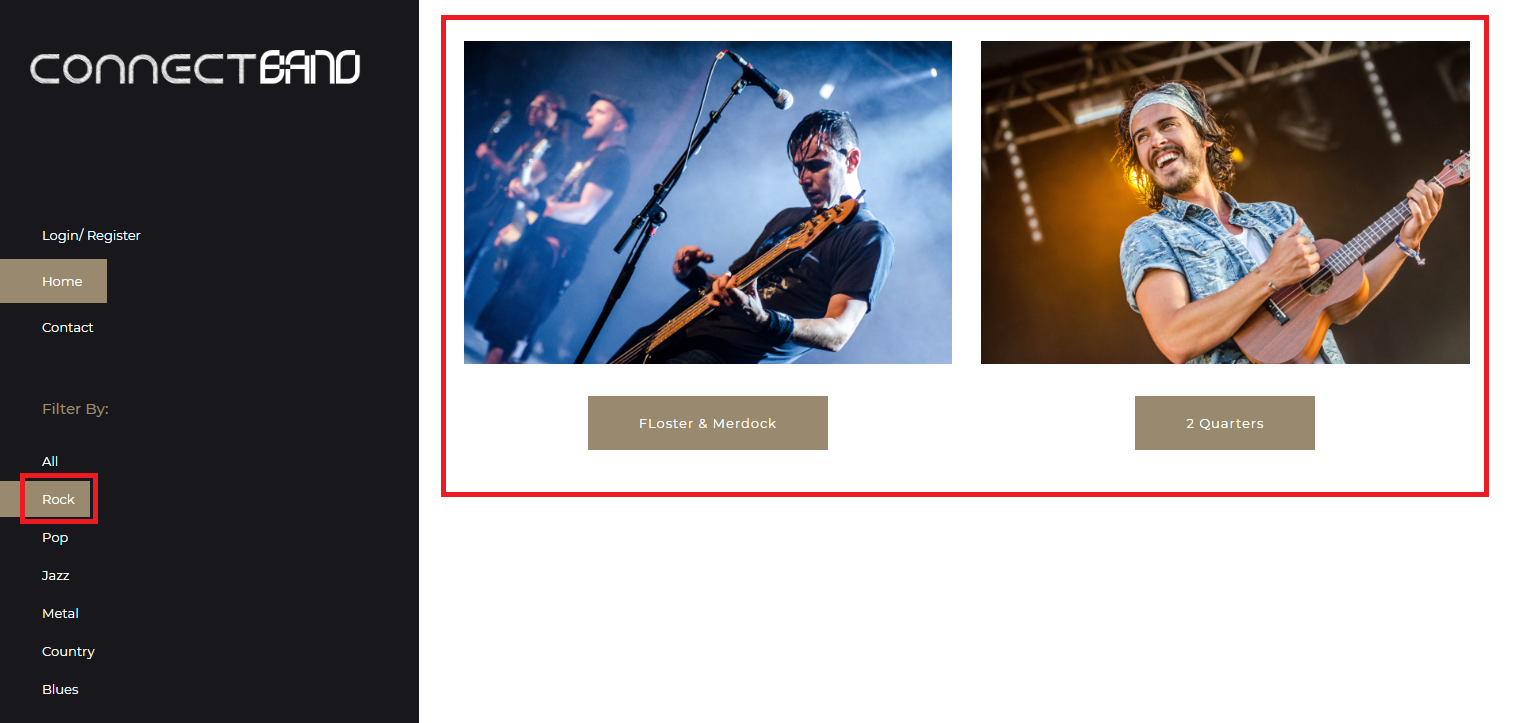 CONNECTBAND
Login/ Register
Home
Contact
Filter By:
All
Rock
Pop
Jazz
Metal
Country
Blues
FLoster & Merdock
2 Quarters